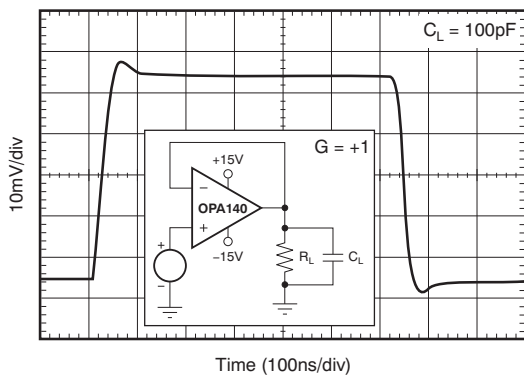 C_L = 100pF
10mV/div
G = +1
+15V
−
OPA140
+
+
−15V
R_L
C_L
−
Time (100ns/div)